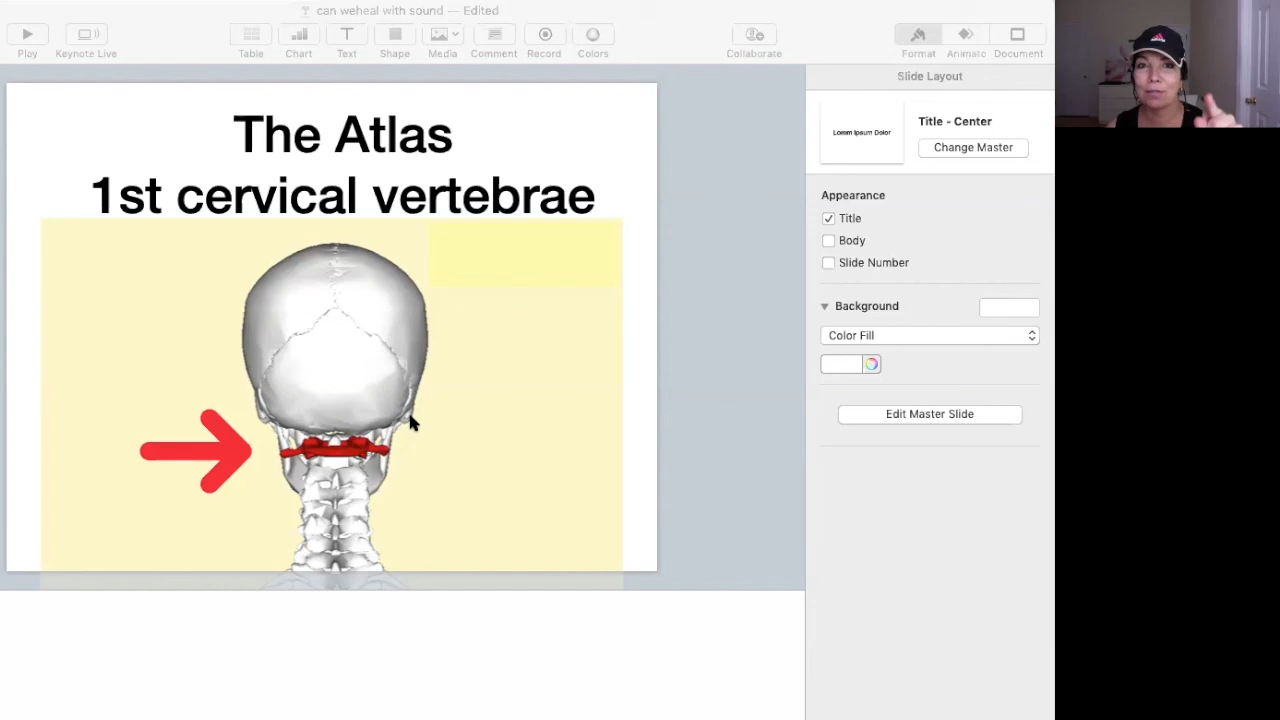 can weheal with sound — Edited
Play
Keynote Live
Table
Chart
Text
Shape
Media
Comment
Record
Colors
Collaborate
Format
Animate
Document
The Atlas
1st cervical vertebrae
Slide Layout
Lorem Ipsum Dolor
Title - Center
Change Master
Appearance
Title
Body
Slide Number
Background
Color Fill
Edit Master Slide